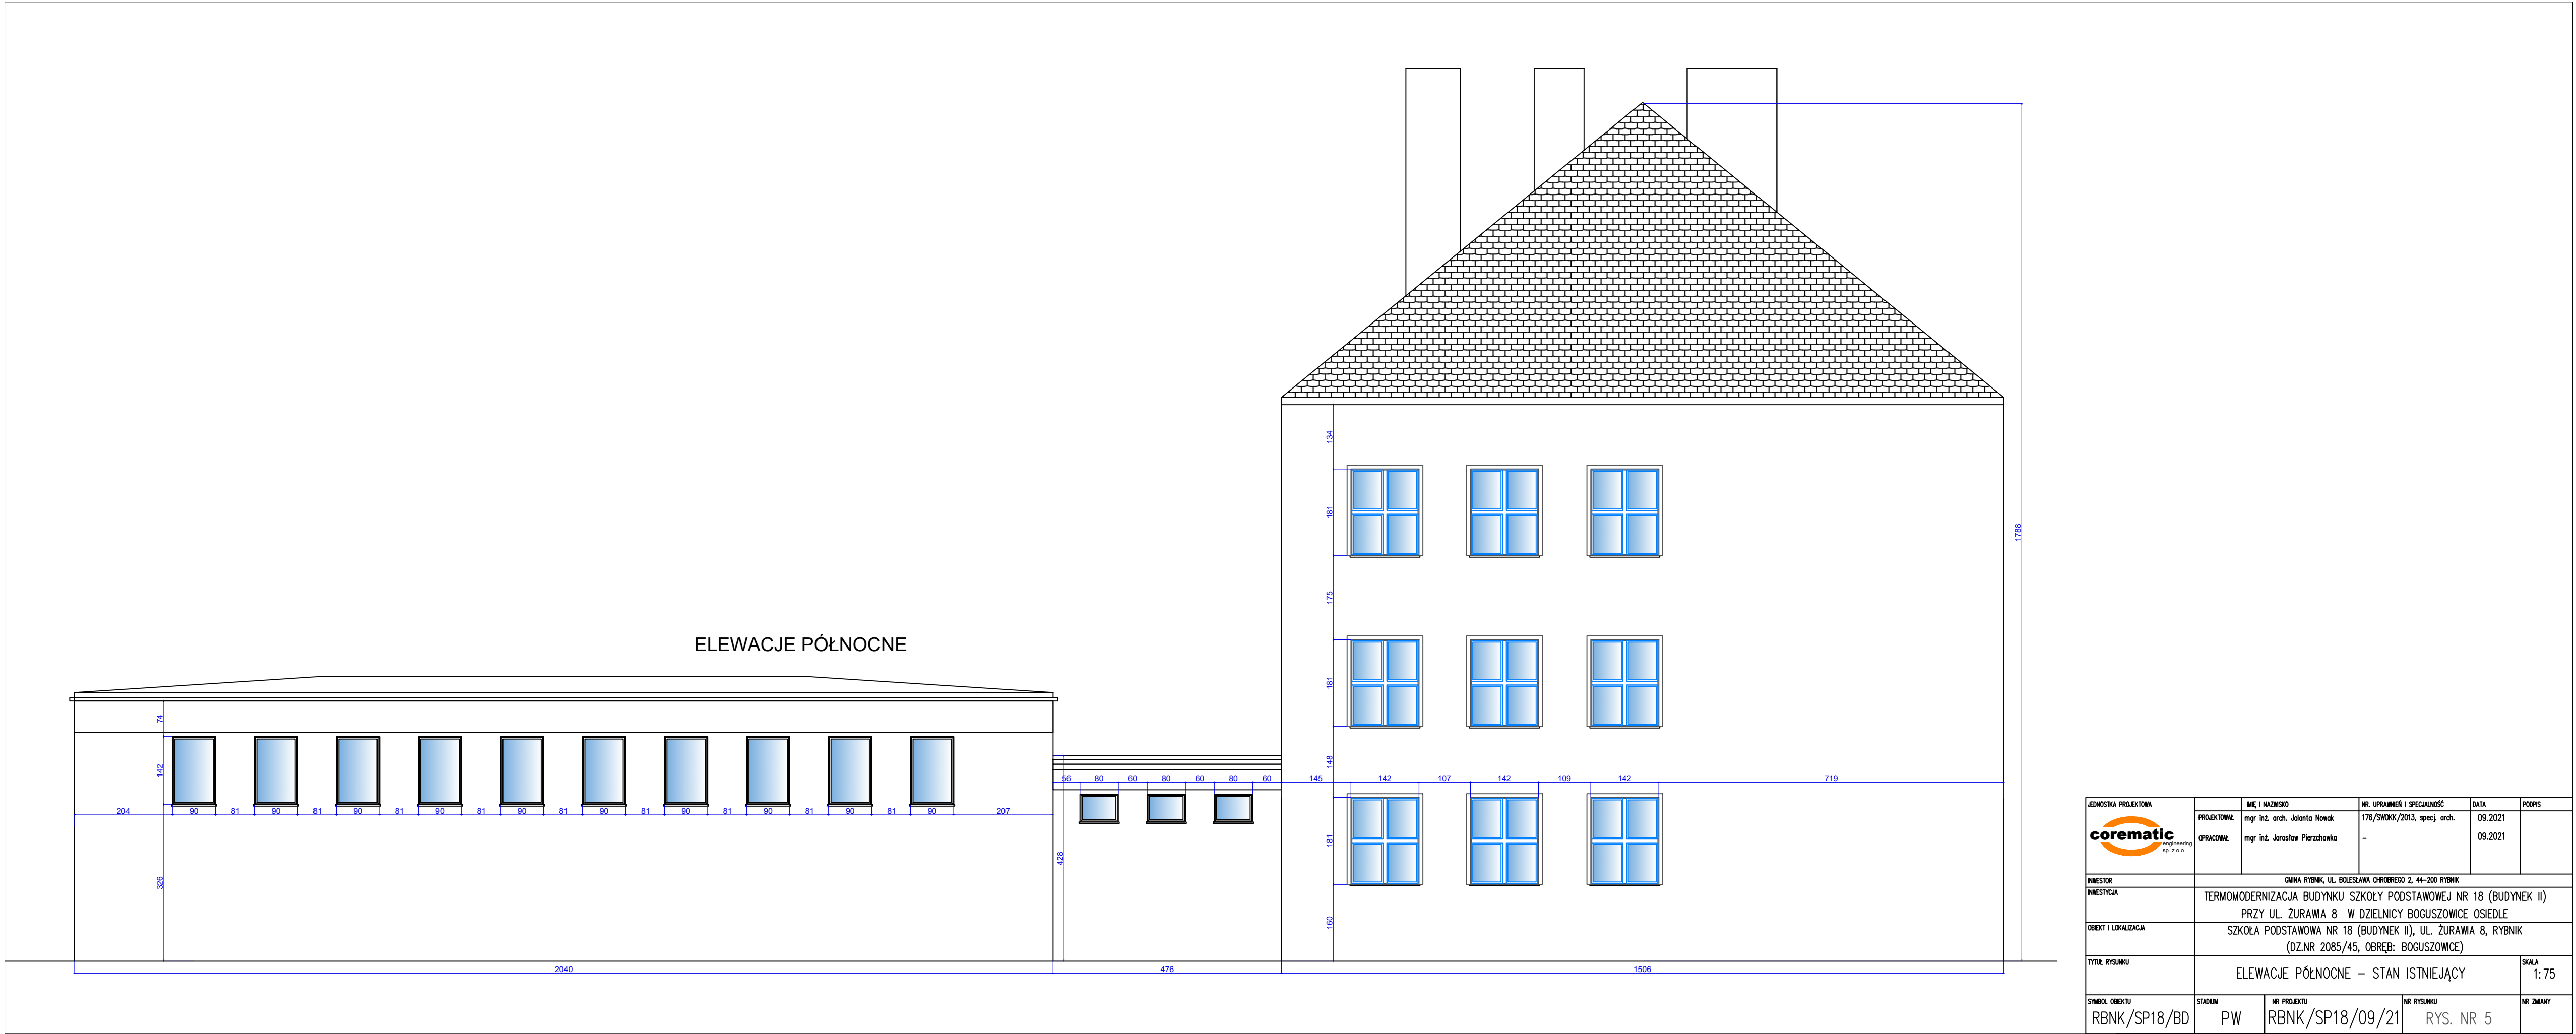 ELEWACJE PÓŁNOCNE
134
181
175
181
148
181
160
1788
145 142 107 142 109 142 719
56 80 60 80 60 80 60
428
74
142
326
204 90 81 90 81 90 81 90 81 90 81 90 81 90 81 90 81 90 81 90 207
2040 476 1506
JEDNOSTKA PROJEKTOWA
corematic
engineering
sp. z o.o.
IMIĘ I NAZWISKO NR. UPRAWNIEŃ I SPECJALNOŚĆ DATA PODPIS
PROJEKTOWAŁ mgr inż. arch. Jolanta Nowak 176/SWOKK/2013, specj. arch. 09.2021
OPRACOWAŁ mgr inż. Jarosław Pierzchawka – 09.2021
INWESTOR GMINA RYBNIK, UL. BOLESŁAWA CHROBREGO 2, 44-200 RYBNIK
INWESTYCJA TERMOMODERNIZACJA BUDYNKU SZKOŁY PODSTAWOWEJ NR 18 (BUDYNEK II)
PRZY UL. ŻURAWIA 8 W DZIELNICY BOGUSZOWICE OSIEDLE
OBIEKT I LOKALIZACJA SZKOŁA PODSTAWOWA NR 18 (BUDYNEK II), UL. ŻURAWIA 8, RYBNIK
(DZ.NR 2085/45, OBRĘB: BOGUSZOWICE)
TYTUŁ RYSUNKU ELEWACJE PÓŁNOCNE – STAN ISTNIEJĄCY SKALA 1:75
SYMBOL OBIEKTU STADIUM NR PROJEKTU NR RYSUNKU NR ZMIANY
RBNK/SP18/BD PW RBNK/SP18/09/21 RYS. NR 5